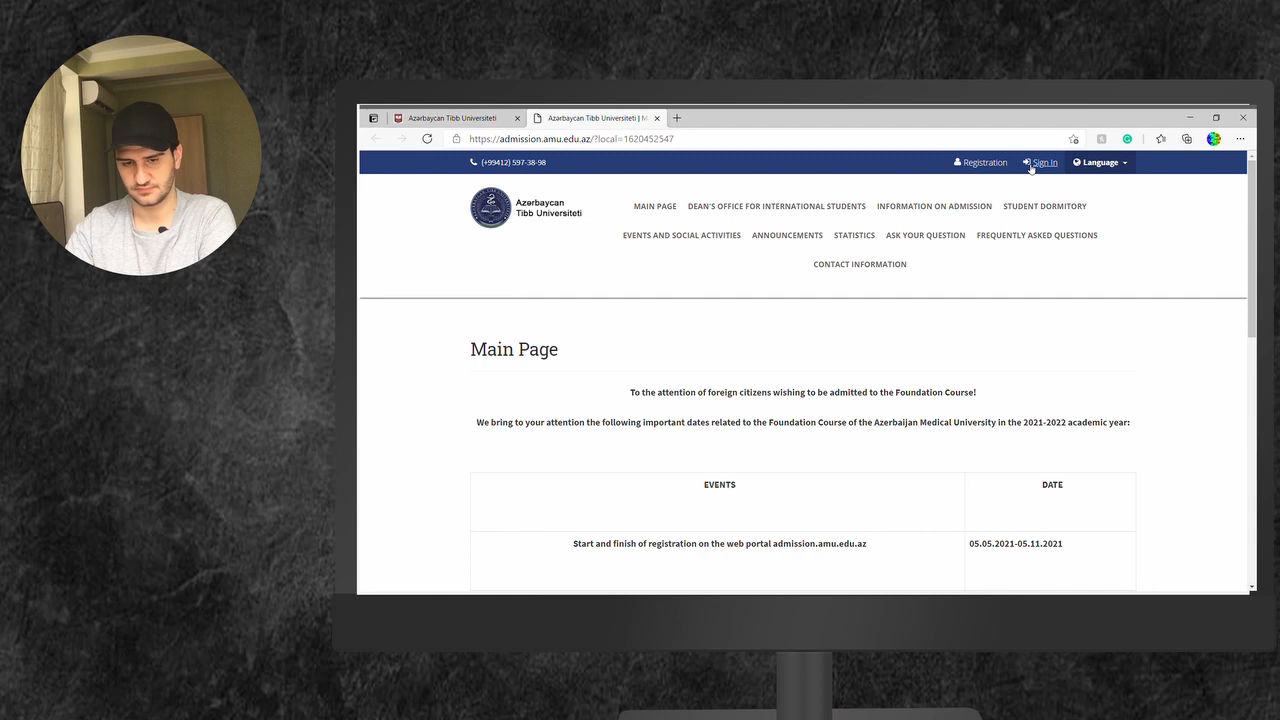 Azərbaycan Tibb Universiteti
Azərbaycan Tibb Universiteti | M
https://admission.amu.edu.az/?local=1620452547
(+99412) 597-38-98
Registration
Sign In
Language
Azərbaycan
Tibb Universiteti
MAIN PAGE DEAN'S OFFICE FOR INTERNATIONAL STUDENTS INFORMATION ON ADMISSION STUDENT DORMITORY
EVENTS AND SOCIAL ACTIVITIES ANNOUNCEMENTS STATISTICS ASK YOUR QUESTION FREQUENTLY ASKED QUESTIONS
CONTACT INFORMATION
Main Page
To the attention of foreign citizens wishing to be admitted to the Foundation Course!
We bring to your attention the following important dates related to the Foundation Course of the Azerbaijan Medical University in the 2021-2022 academic year:
EVENTS DATE
Start and finish of registration on the web portal admission.amu.edu.az 05.05.2021-05.11.2021